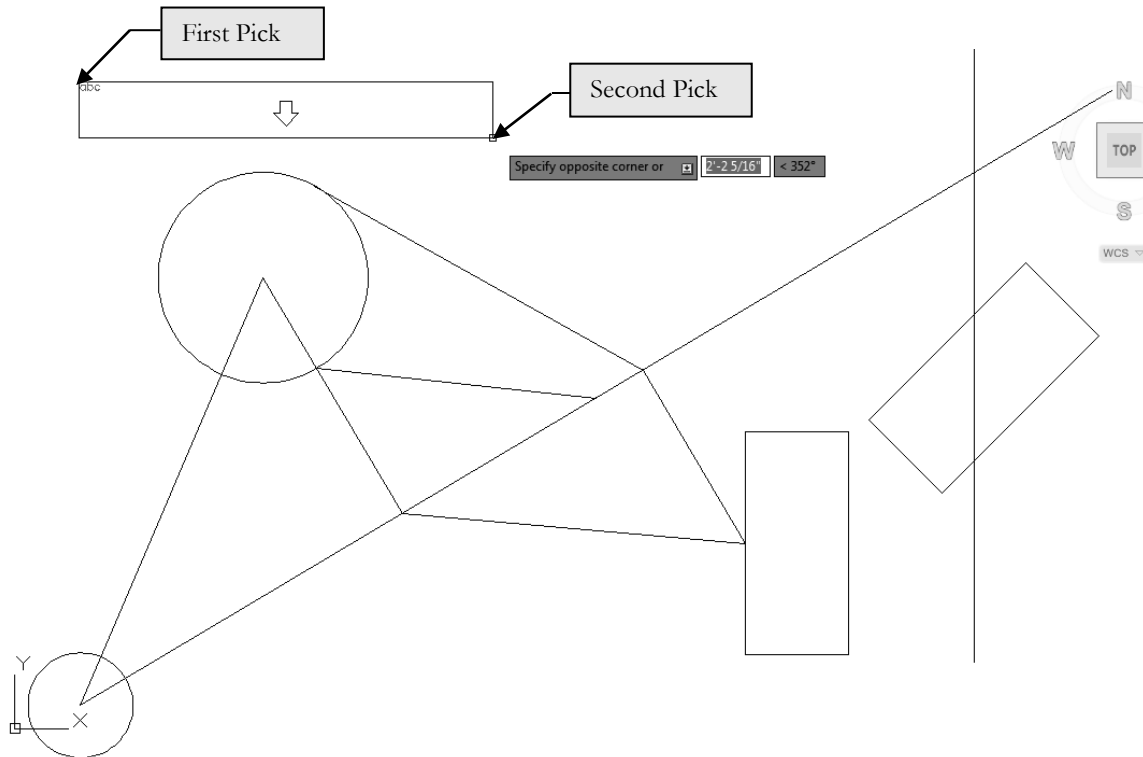 First Pick
abc
Second Pick
Specify opposite corner or 2'-2 5/16" < 352°
N
W
TOP
S
WCS
Y
X